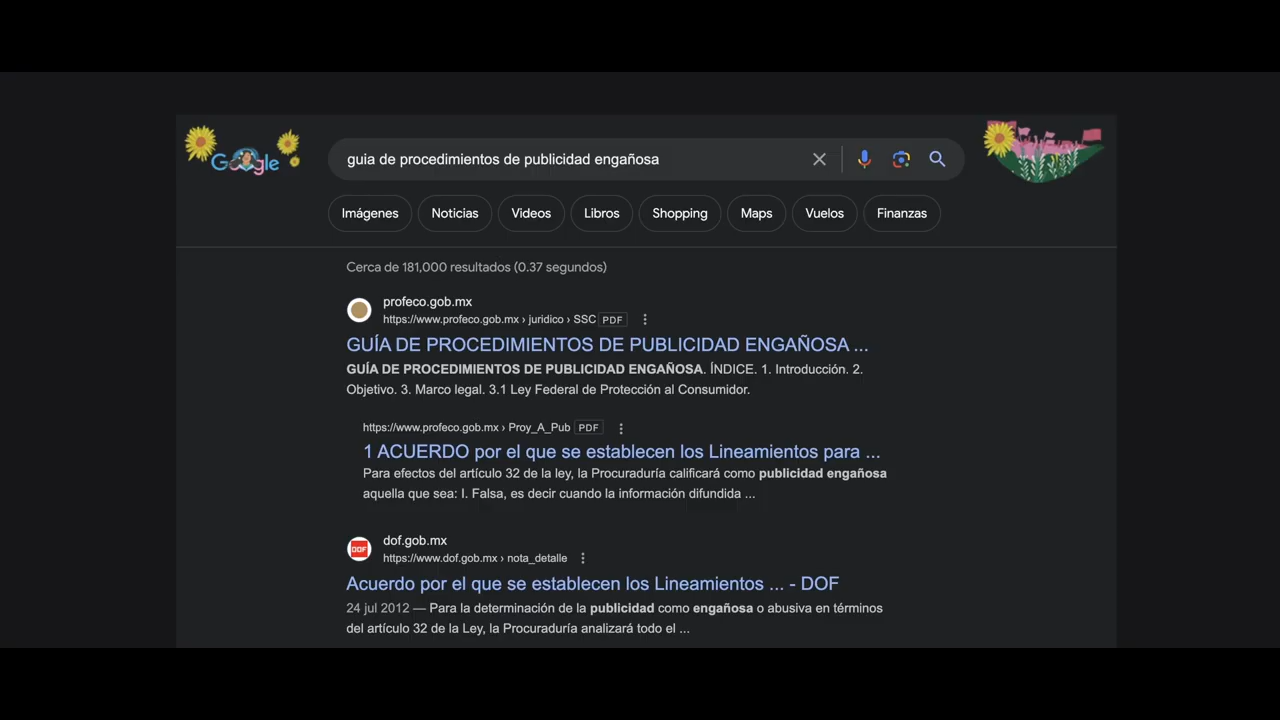 Google
guia de procedimientos de publicidad engañosa
Imágenes
Noticias
Videos
Libros
Shopping
Maps
Vuelos
Finanzas
Cerca de 181,000 resultados (0.37 segundos)
profeco.gob.mx
https://www.profeco.gob.mx › juridico › SSC PDF
GUÍA DE PROCEDIMIENTOS DE PUBLICIDAD ENGAÑOSA ...
GUÍA DE PROCEDIMIENTOS DE PUBLICIDAD ENGAÑOSA. ÍNDICE. 1. Introducción. 2.
Objetivo. 3. Marco legal. 3.1 Ley Federal de Protección al Consumidor.
https://www.profeco.gob.mx › Proy_A_Pub PDF
1 ACUERDO por el que se establecen los Lineamientos para ...
Para efectos del artículo 32 de la ley, la Procuraduría calificará como publicidad engañosa
aquella que sea: I. Falsa, es decir cuando la información difundida ...
DOF
dof.gob.mx
https://www.dof.gob.mx › nota_detalle
Acuerdo por el que se establecen los Lineamientos ... - DOF
24 jul 2012 — Para la determinación de la publicidad como engañosa o abusiva en términos
del artículo 32 de la Ley, la Procuraduría analizará todo el ...